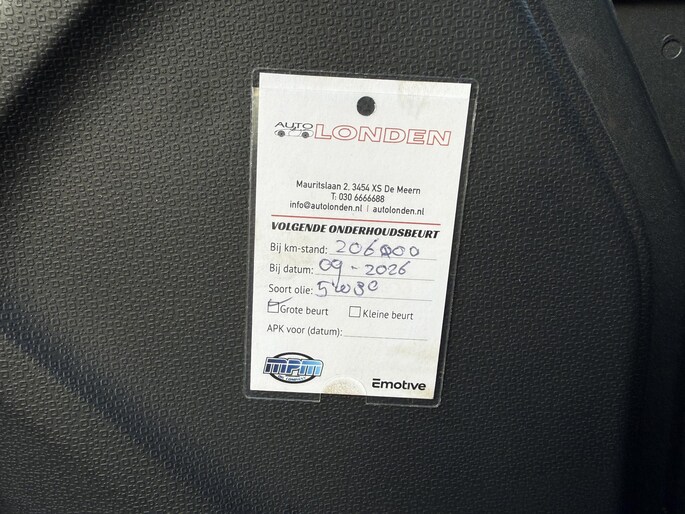 AUTO LONDEN
Mauritslaan 2, 3454 XS De Meern
T: 030 6666688
info@autolonden.nl | autolonden.nl
VOLGENDE ONDERHOUDSBEURT
Bij km-stand: 206000
Bij datum: 09-2026
Soort olie: 5W30
Grote beurt Kleine beurt
APK voor (datum):
MPM
Emotive